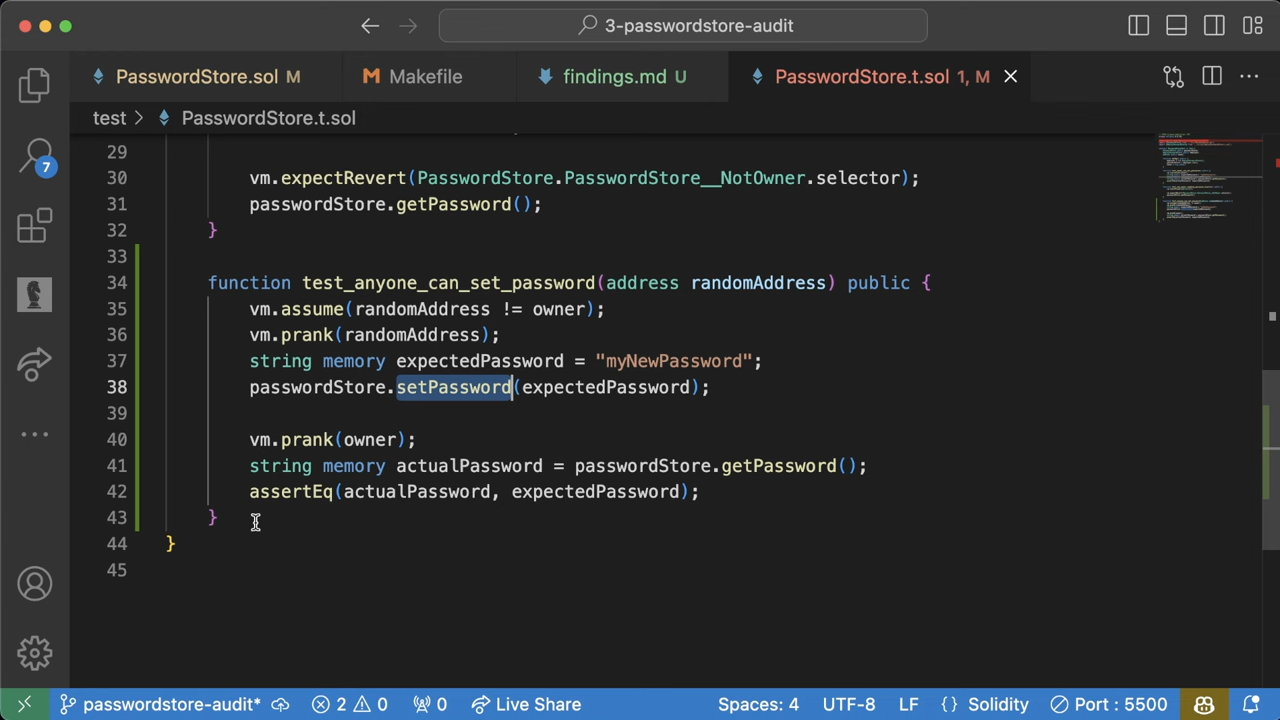 3-passwordstore-audit
PasswordStore.sol M
Makefile
findings.md U
PasswordStore.t.sol 1, M
test > PasswordStore.t.sol
7
29
30 vm.expectRevert(PasswordStore.PasswordStore__NotOwner.selector);
31 passwordStore.getPassword();
32 }
33
34 function test_anyone_can_set_password(address randomAddress) public {
35 vm.assume(randomAddress != owner);
36 vm.prank(randomAddress);
37 string memory expectedPassword = "myNewPassword";
38 passwordStore.setPassword(expectedPassword);
39
40 vm.prank(owner);
41 string memory actualPassword = passwordStore.getPassword();
42 assertEq(actualPassword, expectedPassword);
43 }
44 }
45
passwordstore-audit* 2 0 0 Live Share Spaces: 4 UTF-8 LF {} Solidity Port : 5500